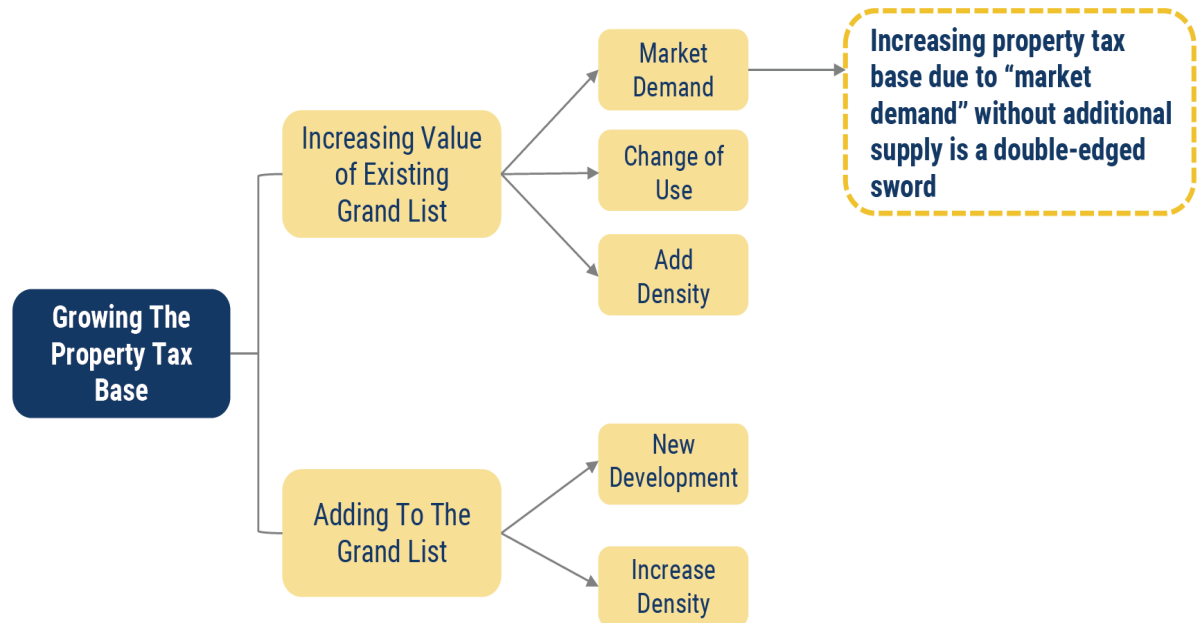 Growing The
Property Tax
Base
Increasing Value
of Existing
Grand List
Market
Demand
Increasing property tax
base due to “market
demand” without additional
supply is a double-edged
sword
Change of
Use
Add
Density
Adding To The
Grand List
New
Development
Increase
Density